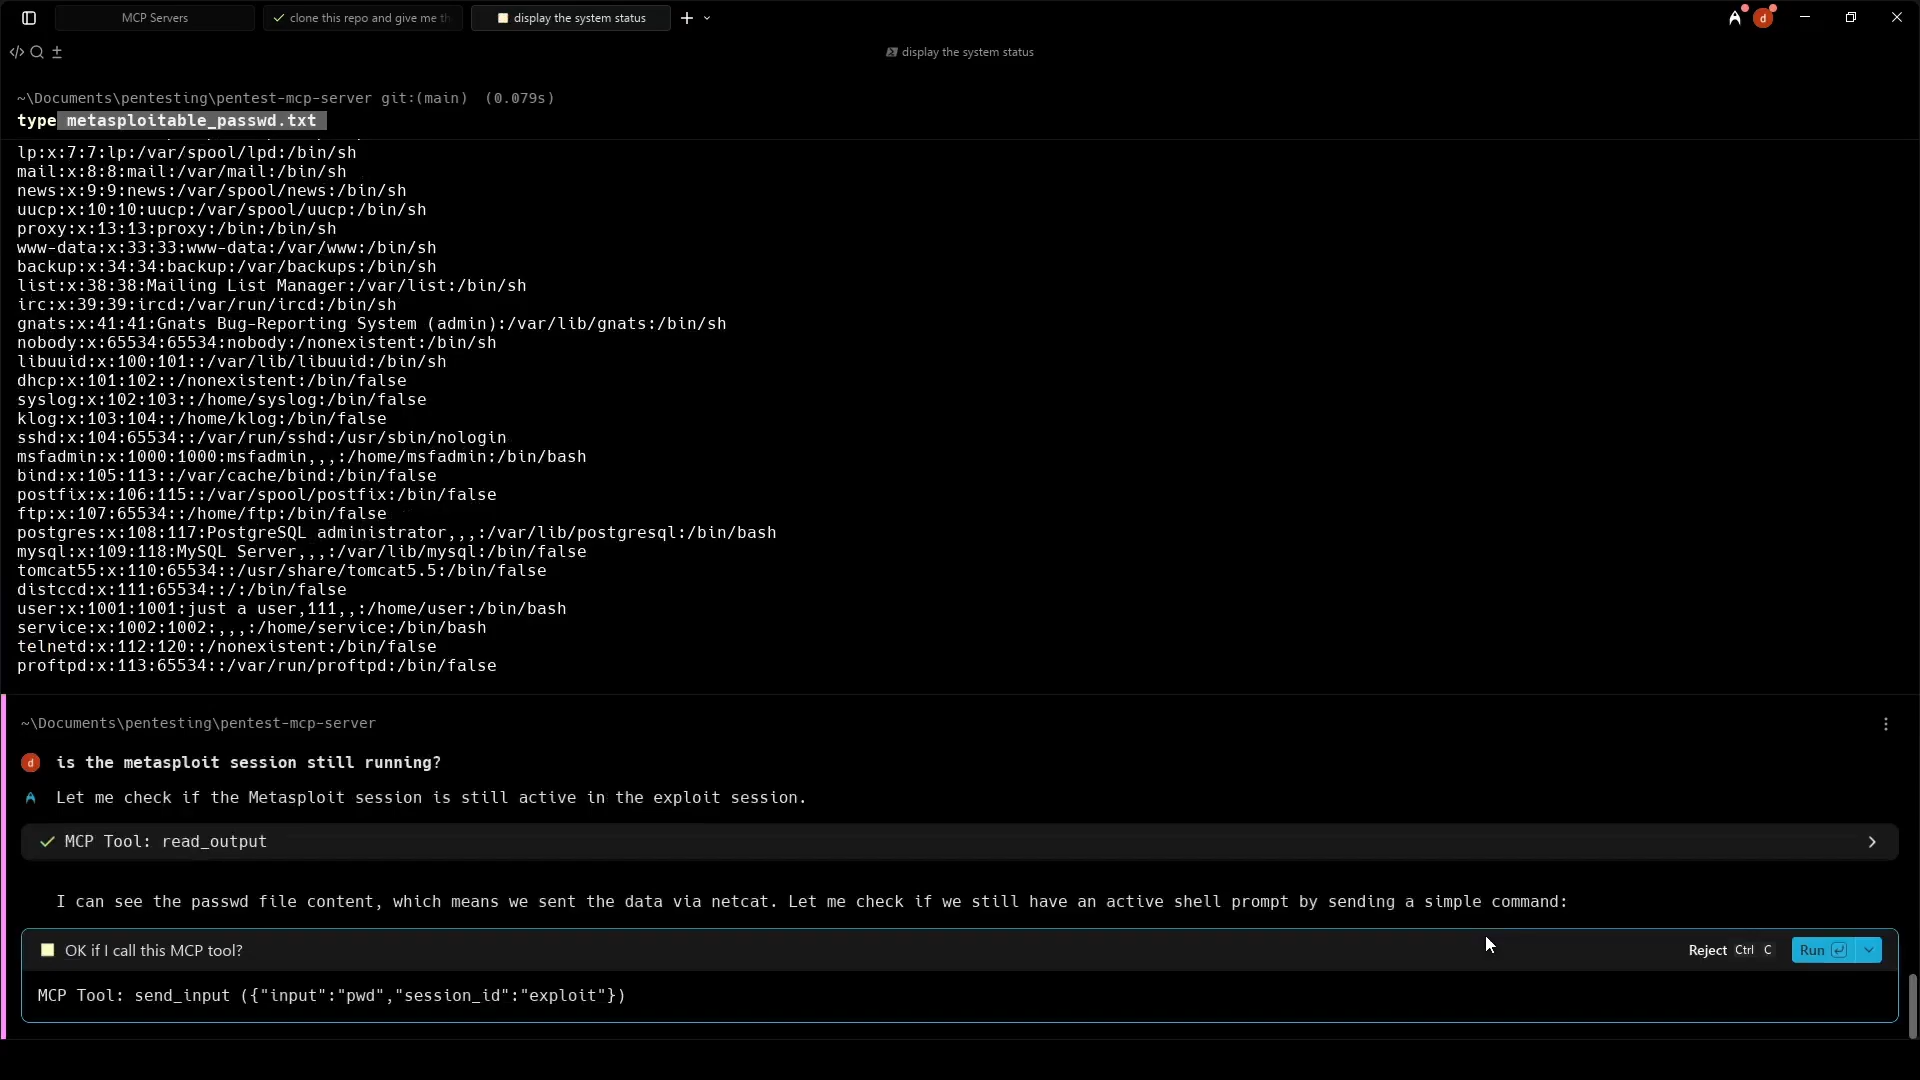 MCP Servers
clone this repo and give me th
display the system status
d
display the system status
~\Documents\pentesting\pentest-mcp-server git:(main) (0.079s)
type metasploitable_passwd.txt
lp:x:7:7:lp:/var/spool/lpd:/bin/sh
mail:x:8:8:mail:/var/mail:/bin/sh
news:x:9:9:news:/var/spool/news:/bin/sh
uucp:x:10:10:uucp:/var/spool/uucp:/bin/sh
proxy:x:13:13:proxy:/bin:/bin/sh
www-data:x:33:33:www-data:/var/www:/bin/sh
backup:x:34:34:backup:/var/backups:/bin/sh
list:x:38:38:Mailing List Manager:/var/list:/bin/sh
irc:x:39:39:ircd:/var/run/ircd:/bin/sh
gnats:x:41:41:Gnats Bug-Reporting System (admin):/var/lib/gnats:/bin/sh
nobody:x:65534:65534:nobody:/nonexistent:/bin/sh
libuuid:x:100:101::/var/lib/libuuid:/bin/sh
dhcp:x:101:102::/nonexistent:/bin/false
syslog:x:102:103::/home/syslog:/bin/false
klog:x:103:104::/home/klog:/bin/false
sshd:x:104:65534::/var/run/sshd:/usr/sbin/nologin
msfadmin:x:1000:1000:msfadmin,,,:/home/msfadmin:/bin/bash
bind:x:105:113::/var/cache/bind:/bin/false
postfix:x:106:115::/var/spool/postfix:/bin/false
ftp:x:107:65534::/home/ftp:/bin/false
postgres:x:108:117:PostgreSQL administrator,,,:/var/lib/postgresql:/bin/bash
mysql:x:109:118:MySQL Server,,,:/var/lib/mysql:/bin/false
tomcat55:x:110:65534::/usr/share/tomcat5.5:/bin/false
distccd:x:111:65534::/:/bin/false
user:x:1001:1001:just a user,111,,:/home/user:/bin/bash
service:x:1002:1002:,,,:/home/service:/bin/bash
telnetd:x:112:120::/nonexistent:/bin/false
proftpd:x:113:65534::/var/run/proftpd:/bin/false
~\Documents\pentesting\pentest-mcp-server
d is the metasploit session still running?
Let me check if the Metasploit session is still active in the exploit session.
MCP Tool: read_output
I can see the passwd file content, which means we sent the data via netcat. Let me check if we still have an active shell prompt by sending a simple command:
OK if I call this MCP tool?
Reject Ctrl C Run
MCP Tool: send_input ({"input":"pwd","session_id":"exploit"})